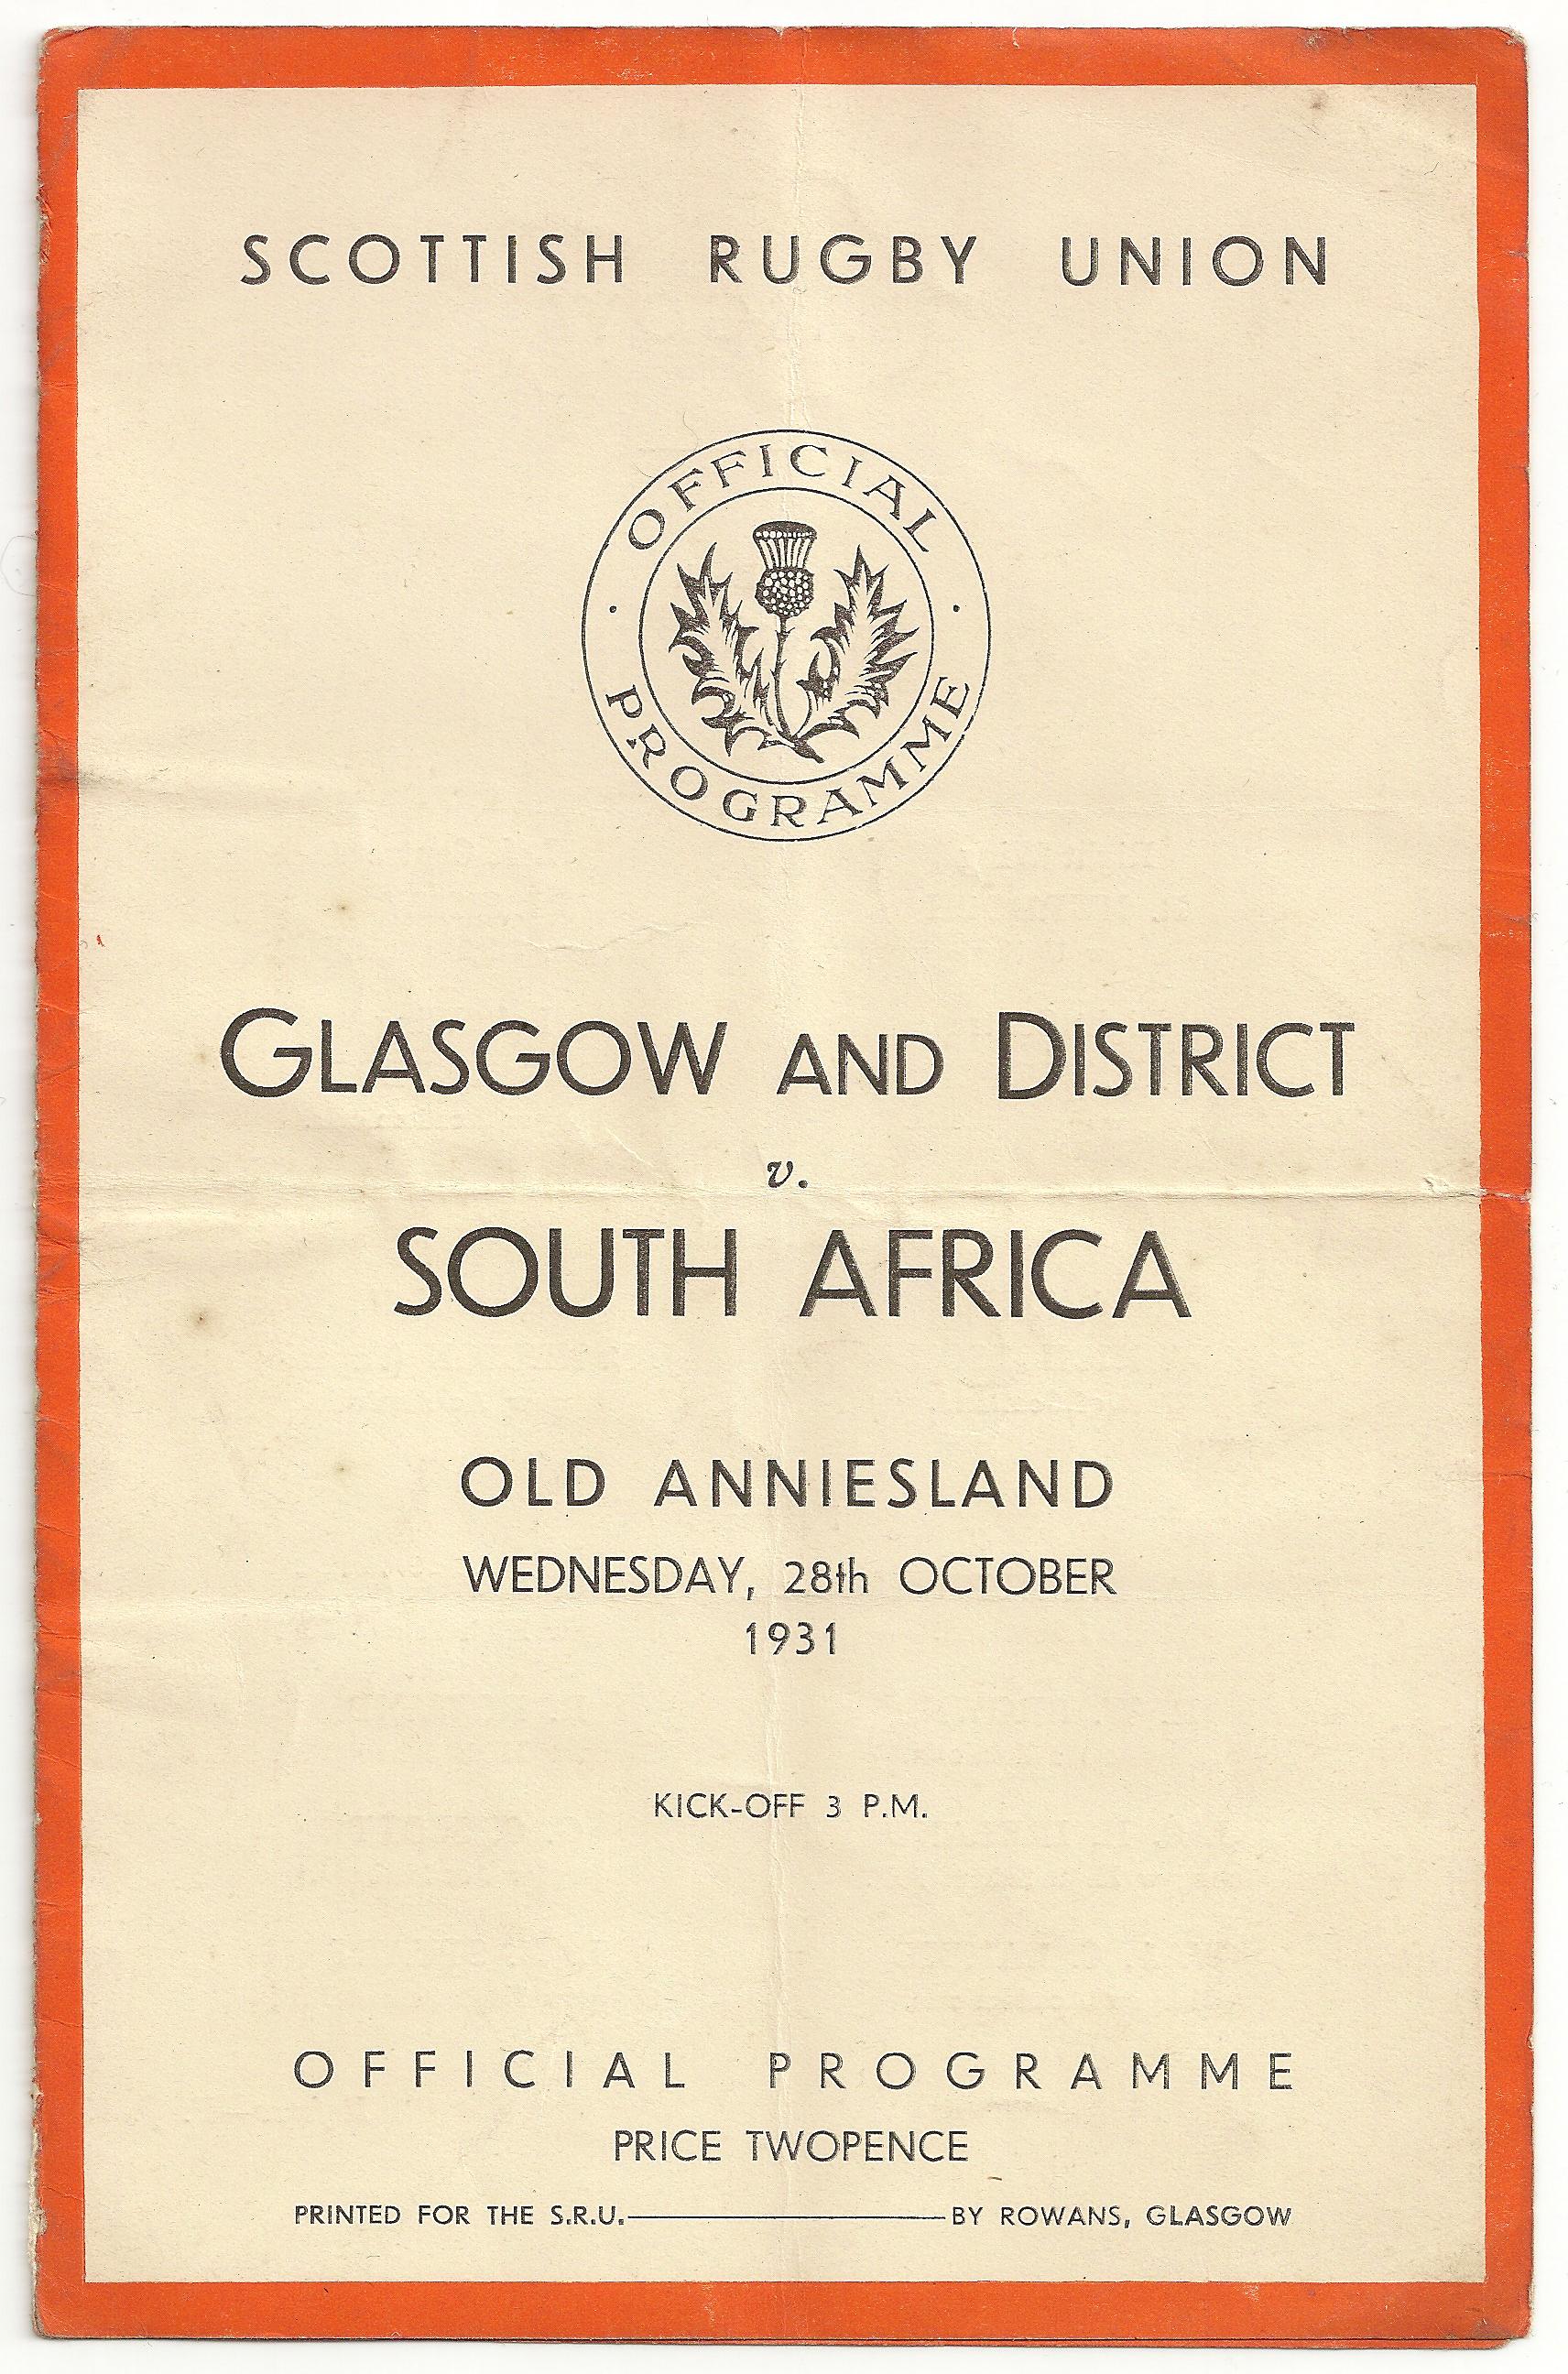 SCOTTISH RUGBY UNION
OFFICIAL
PROGRAMME
GLASGOW AND DISTRICT
v.
SOUTH AFRICA
OLD ANNIESLAND
WEDNESDAY, 28th OCTOBER
1931
KICK-OFF 3 P.M.
OFFICIAL PROGRAMME
PRICE TWOPENCE
PRINTED FOR THE S.R.U.————BY ROWANS, GLASGOW